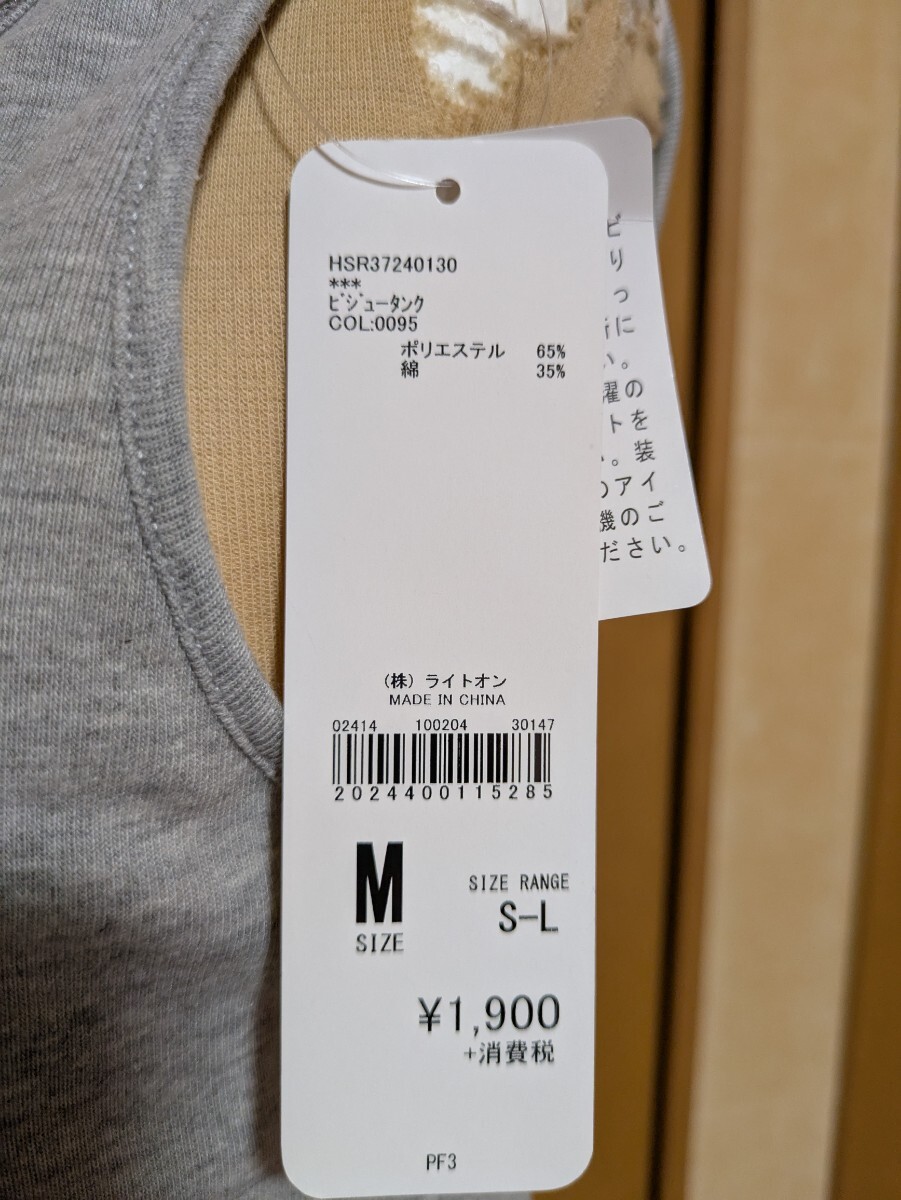 HSR37240130
***
ビジュータンク
COL:0095
ポリエステル 65%
綿 35%
(株)ライトオン
MADE IN CHINA
02414 100204 30147
2024400115285
M
SIZE
SIZE RANGE
S-L
¥1,900
+消費税
PF3
ビ
り
っ
に
い。
濯の
トを
。装
のアイ
機のご
ださい。